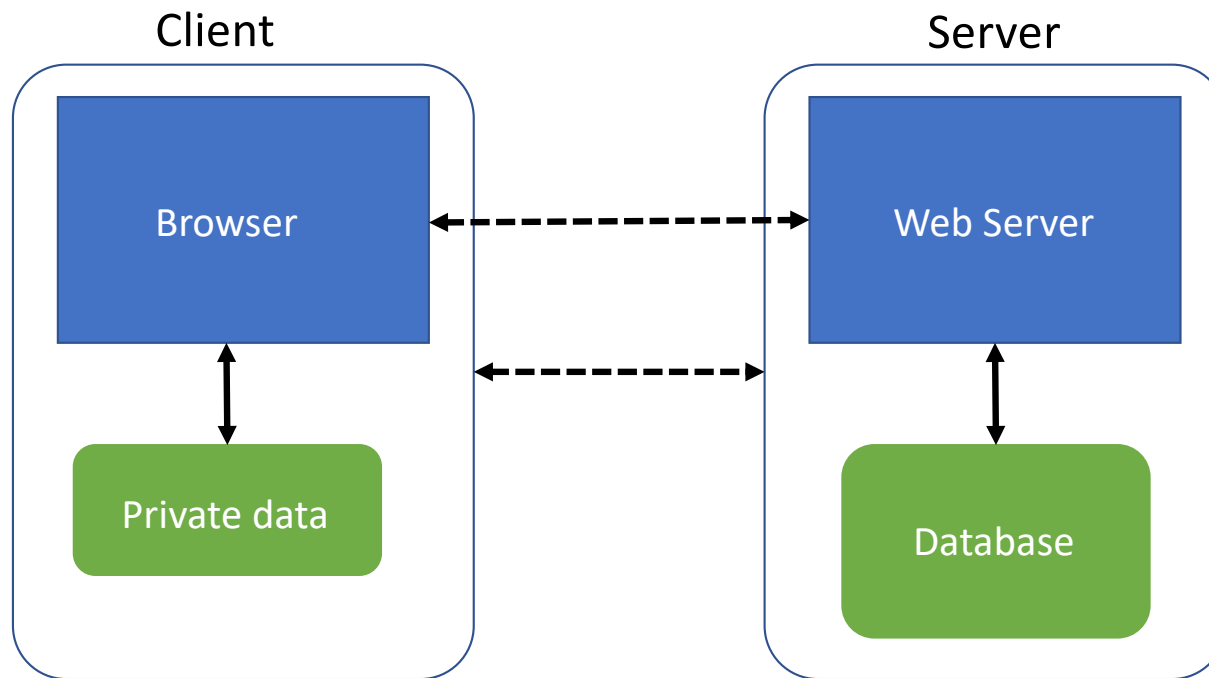 Client
Server
Browser
Web Server
Private data
Database